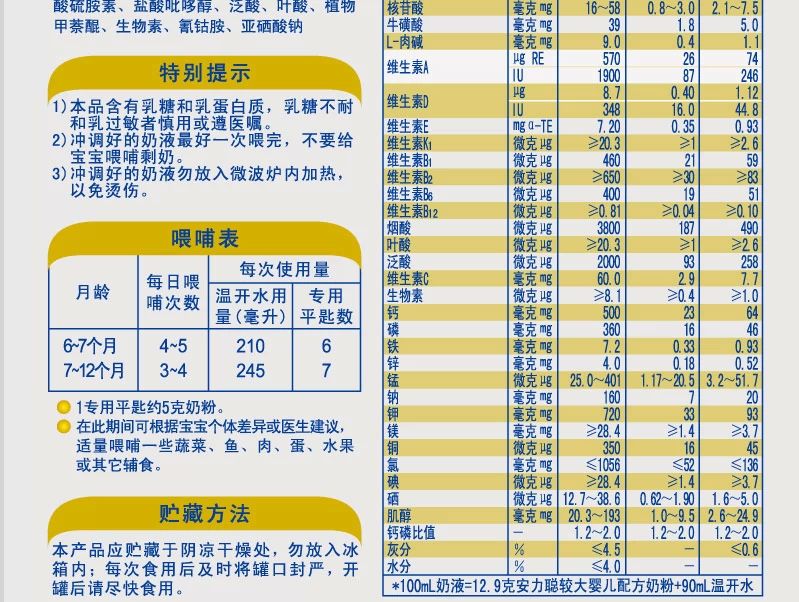 酸硫胺素、盐酸吡哆醇、泛酸、叶酸、植物
甲萘醌、生物素、氰钴胺、亚硒酸钠
特别提示
1)本品含有乳糖和乳蛋白质，乳糖不耐
和乳过敏者慎用或遵医嘱。
2)冲调好的奶液最好一次喂完，不要给
宝宝喂哺剩奶。
3)冲调好的奶液勿放入微波炉内加热，
以免烫伤。
喂哺表
月龄 每日喂哺次数 每次使用量
温开水用量(毫升) 专用平匙数
6~7个月 4~5 210 6
7~12个月 3~4 245 7
1专用平匙约5克奶粉。
在此期间可根据宝宝个体差异或医生建议，
适量喂哺一些蔬菜、鱼、肉、蛋、水果
或其它辅食。
贮藏方法
本产品应贮藏于阴凉干燥处，勿放入冰
箱内；每次食用后及时将罐口封严，开
罐后请尽快食用。
核苷酸 毫克 mg 16~58 0.8~3.0 2.1~7.5
牛磺酸 毫克 mg 39 1.8 5.0
L-肉碱 毫克 mg 9.0 0.4 1.1
维生素A μg RE 570 26 74
IU 1900 87 246
维生素D μg 8.7 0.40 1.12
IU 348 16.0 44.8
维生素E mg α-TE 7.20 0.35 0.93
维生素K1 微克 μg ≥20.3 ≥1 ≥2.6
维生素B1 微克 μg 460 21 59
维生素B2 微克 μg ≥650 ≥30 ≥83
维生素B6 微克 μg 400 19 51
维生素B12 微克 μg ≥0.81 ≥0.04 ≥0.10
烟酸 微克 μg 3800 187 490
叶酸 微克 μg ≥20.3 ≥1 ≥2.6
泛酸 微克 μg 2000 93 258
维生素C 毫克 mg 60.0 2.9 7.7
生物素 微克 μg ≥8.1 ≥0.4 ≥1.0
钙 毫克 mg 500 23 64
磷 毫克 mg 360 16 46
铁 毫克 mg 7.2 0.33 0.93
锌 毫克 mg 4.0 0.18 0.52
锰 微克 μg 25.0~401 1.17~20.5 3.2~51.7
钠 毫克 mg 160 7 20
钾 毫克 mg 720 33 93
镁 毫克 mg ≥28.4 ≥1.4 ≥3.7
铜 微克 μg 350 16 45
氯 毫克 mg ≤1056 ≤52 ≤136
碘 微克 μg ≥28.4 ≥1.4 ≥3.7
硒 微克 μg 12.7~38.6 0.62~1.90 1.6~5.0
肌醇 毫克 mg 20.3~193 1.0~9.5 2.6~24.9
钙磷比值 — 1.2~2.0 1.2~2.0 1.2~2.0
灰分 % ≤4.5 — ≤0.6
水分 % ≤4.0 — —
*100mL奶液=12.9克安力聪较大婴儿配方奶粉+90mL温开水